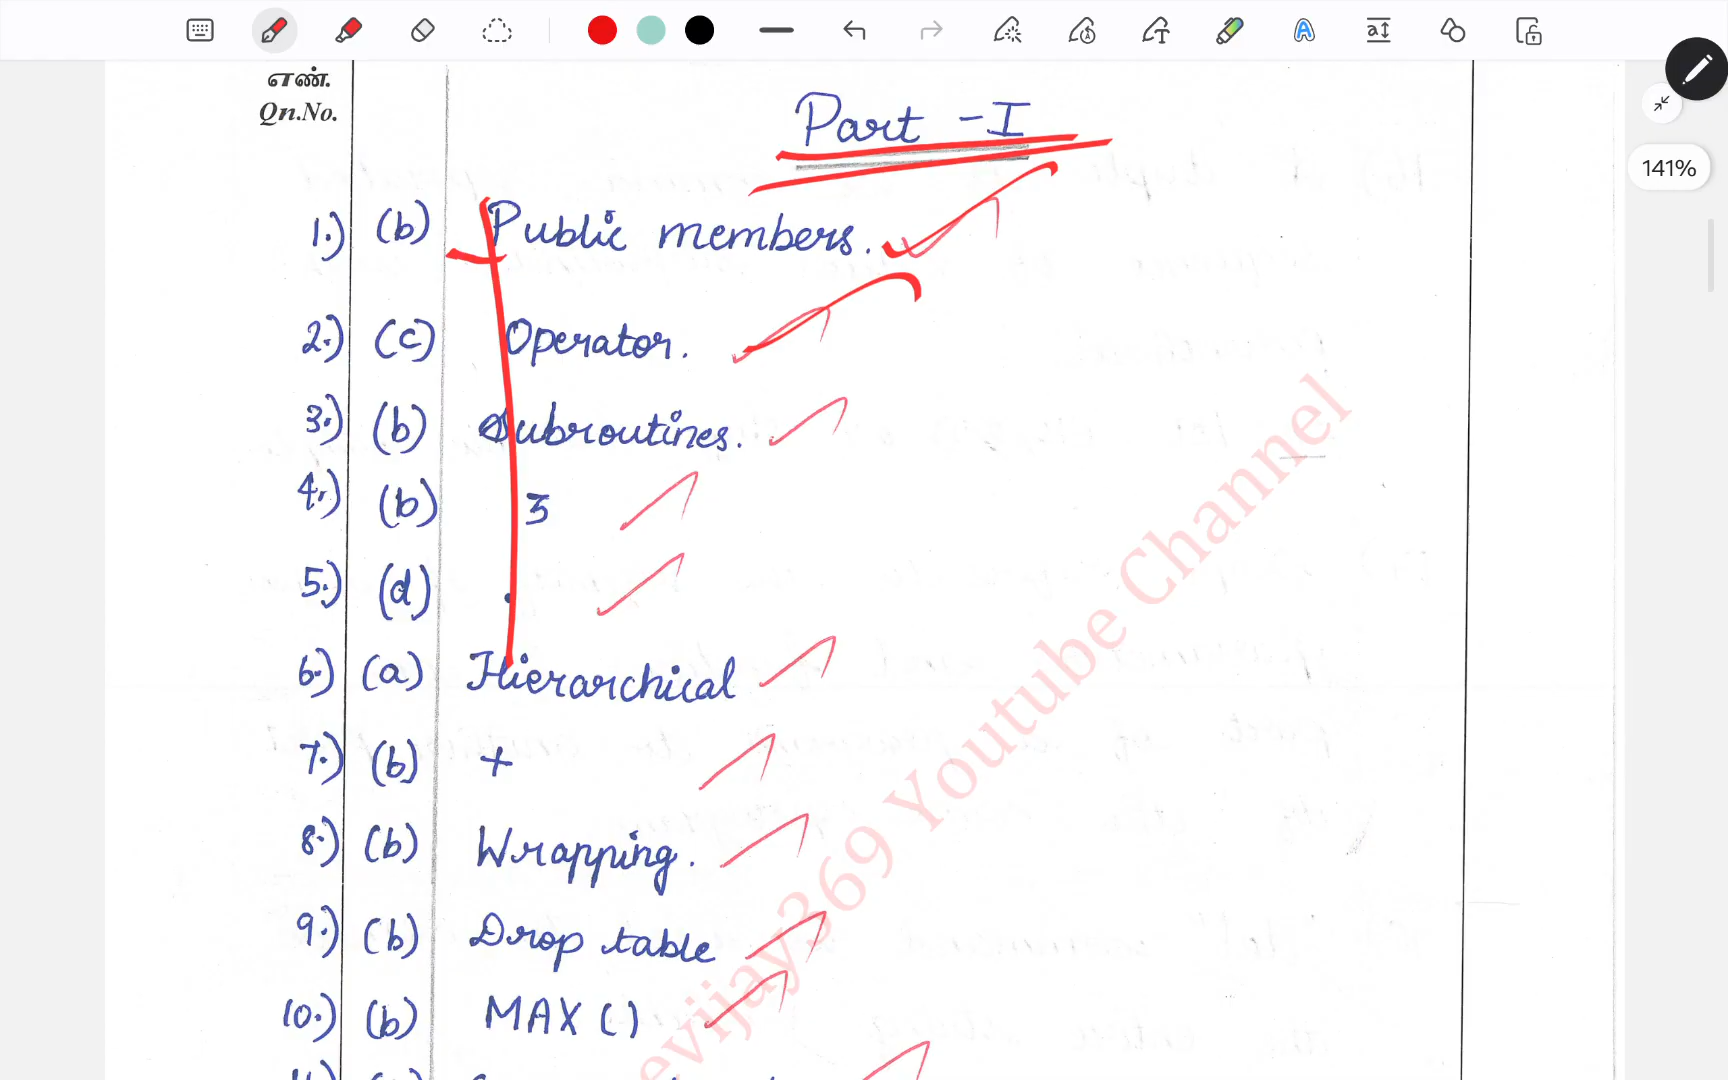 141%
எண்.
Qn.No.
Part - I
1.) (b) Public members.
2.) (c) Operator.
3.) (b) Subroutines.
4.) (b) 3
5.) (d) .
6.) (a) Hierarchical
7.) (b) +
8.) (b) Wrapping.
9.) (b) Drop table
10.) (b) MAX ()
evijay369 Youtube Channel